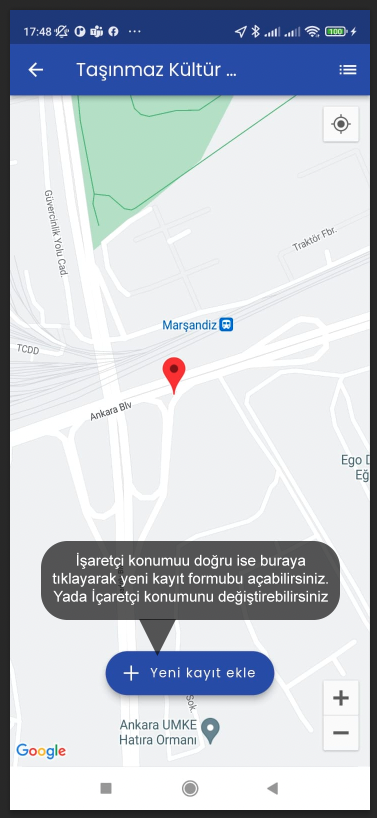 17:48
100
Taşınmaz Kültür ...
Güvercinlik Yolu Cad.
Traktör Fbr.
Marşandiz
TCDD
Ankara Blv
Ego D
Eğ
İşaretçi konumuu doğru ise buraya
tıklayarak yeni kayıt formubu açabilirsiniz.
Yada İçaretçi konumunu değiştirebilirsiniz
+ Yeni kayıt ekle
Sok.
+
Ankara UMKE
Hatıra Ormanı
−
Google